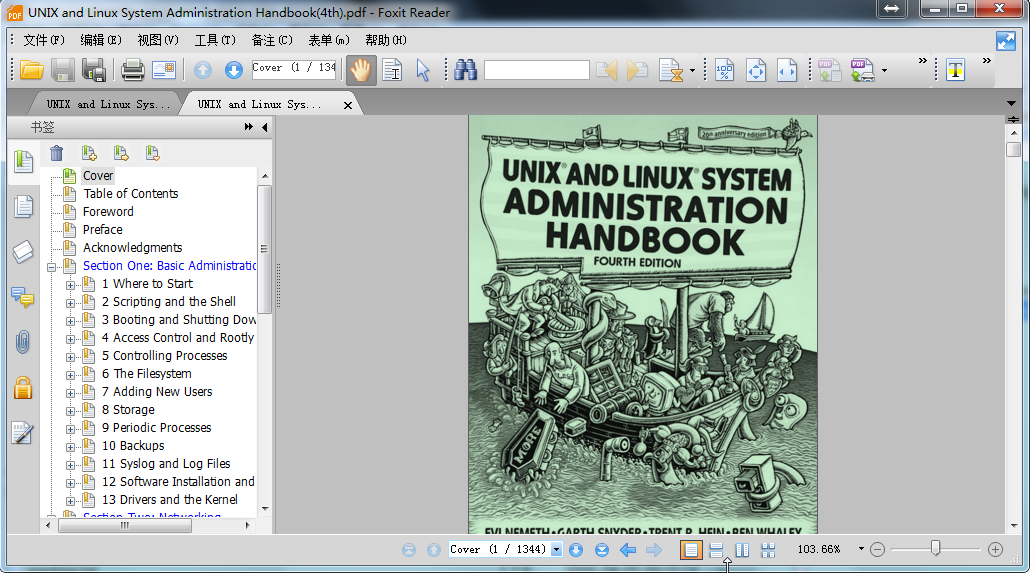 UNIX and Linux System Administration Handbook(4th).pdf - Foxit Reader
文件(F) 编辑(E) 视图(V) 工具(T) 备注(C) 表单(m) 帮助(H)
Cover (1 / 134
UNIX and Linux Sys... UNIX and Linux Sys...
书签
Cover
Table of Contents
Foreword
Preface
Acknowledgments
Section One: Basic Administratio
1 Where to Start
2 Scripting and the Shell
3 Booting and Shutting Dow
4 Access Control and Rootly
5 Controlling Processes
6 The Filesystem
7 Adding New Users
8 Storage
9 Periodic Processes
10 Backups
11 Syslog and Log Files
12 Software Installation and
13 Drivers and the Kernel
Section Two: Networking
20th anniversary edition
UNIX® AND LINUX® SYSTEM
ADMINISTRATION
HANDBOOK
FOURTH EDITION
MORE
EVI NEMETH • GARTH SNYDER • TRENT R. HEIN • BEN WHALEY
Cover (1 / 1344)
103.66%